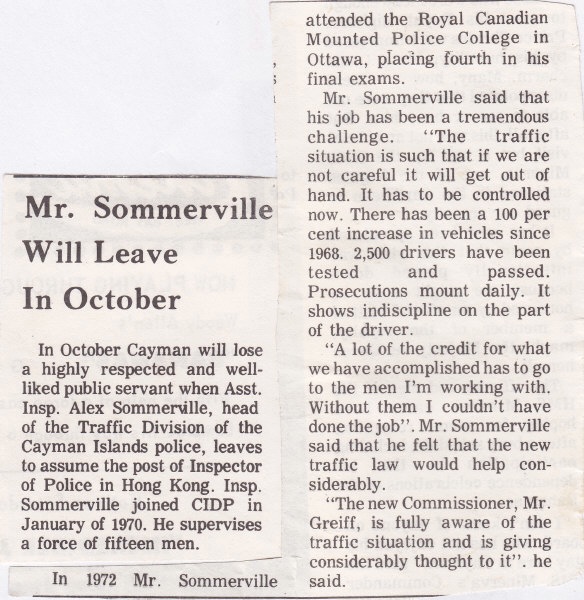 Mr. Sommerville
Will Leave
In October
In October Cayman will lose
a highly respected and well-
liked public servant when Asst.
Insp. Alex Sommerville, head
of the Traffic Division of the
Cayman Islands police, leaves
to assume the post of Inspector
of Police in Hong Kong. Insp.
Sommerville joined CIDP in
January of 1970. He supervises
a force of fifteen men.
In 1972 Mr. Sommerville
attended the Royal Canadian
Mounted Police College in
Ottawa, placing fourth in his
final exams.
Mr. Sommerville said that
his job has been a tremendous
challenge. "The traffic
situation is such that if we are
not careful it will get out of
hand. It has to be controlled
now. There has been a 100 per
cent increase in vehicles since
1968. 2,500 drivers have been
tested and passed.
Prosecutions mount daily. It
shows indiscipline on the part
of the driver.
"A lot of the credit for what
we have accomplished has to go
to the men I'm working with.
Without them I couldn't have
done the job". Mr. Sommerville
said that he felt that the new
traffic law would help con-
siderably.
"The new Commissioner, Mr.
Greiff, is fully aware of the
traffic situation and is giving
considerably thought to it". he
said.